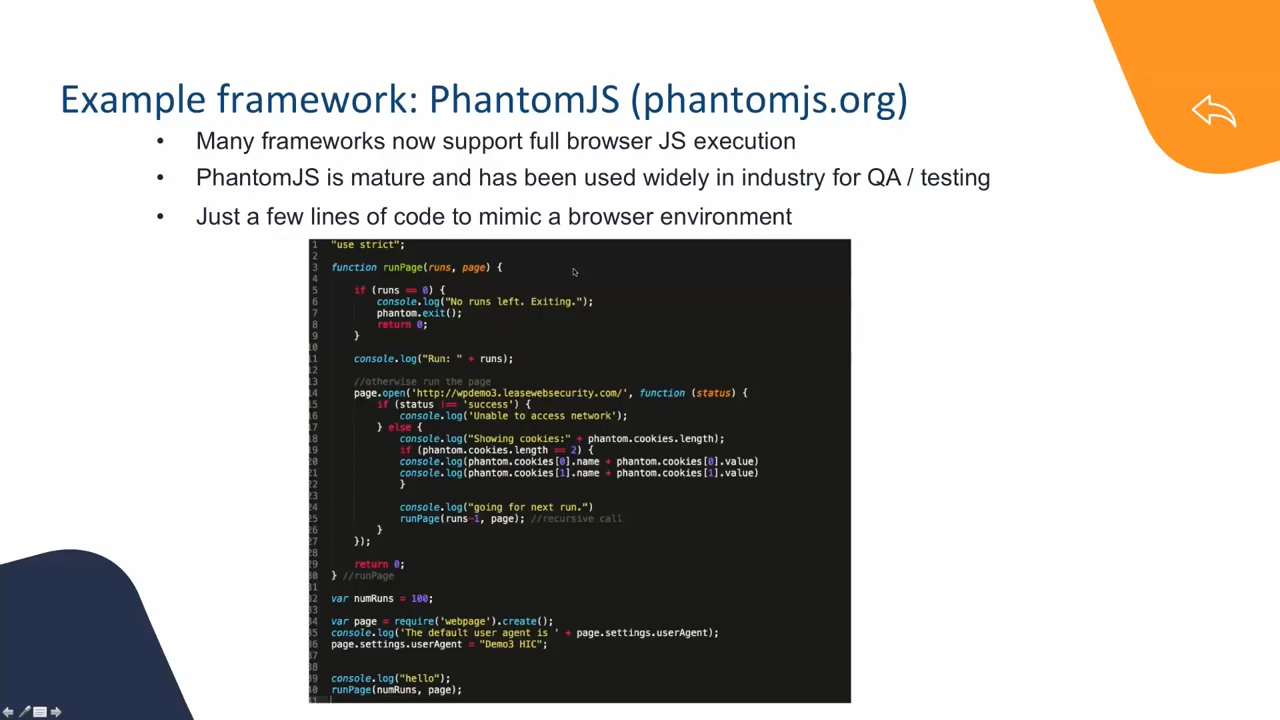 Example framework: PhantomJS (phantomjs.org)
• Many frameworks now support full browser JS execution
• PhantomJS is mature and has been used widely in industry for QA / testing
• Just a few lines of code to mimic a browser environment
1 "use strict";
2
3 function runPage(runs, page) {
4
5 if (runs == 0) {
6 console.log("No runs left. Exiting.");
7 phantom.exit();
8 return 0;
9 }
10
11 console.log("Run: " + runs);
12
13 //otherwise run the page
14 page.open('http://wpdemo3.leasewebsecurity.com/', function (status) {
15 if (status !== 'success') {
16 console.log('Unable to access network');
17 } else {
18 console.log("Showing cookies:" + phantom.cookies.length);
19 if (phantom.cookies.length == 2) {
20 console.log(phantom.cookies[0].name + phantom.cookies[0].value)
21 console.log(phantom.cookies[1].name + phantom.cookies[1].value)
22 }
23
24 console.log("going for next run.")
25 runPage(runs-1, page); //recursive call
26 }
27 });
28
29 return 0;
30 } //runPage
31
32 var numRuns = 100;
33
34 var page = require('webpage').create();
35 console.log('The default user agent is ' + page.settings.userAgent);
36 page.settings.userAgent = "Demo3 HIC";
37
38
39 console.log("hello");
40 runPage(numRuns, page);
41